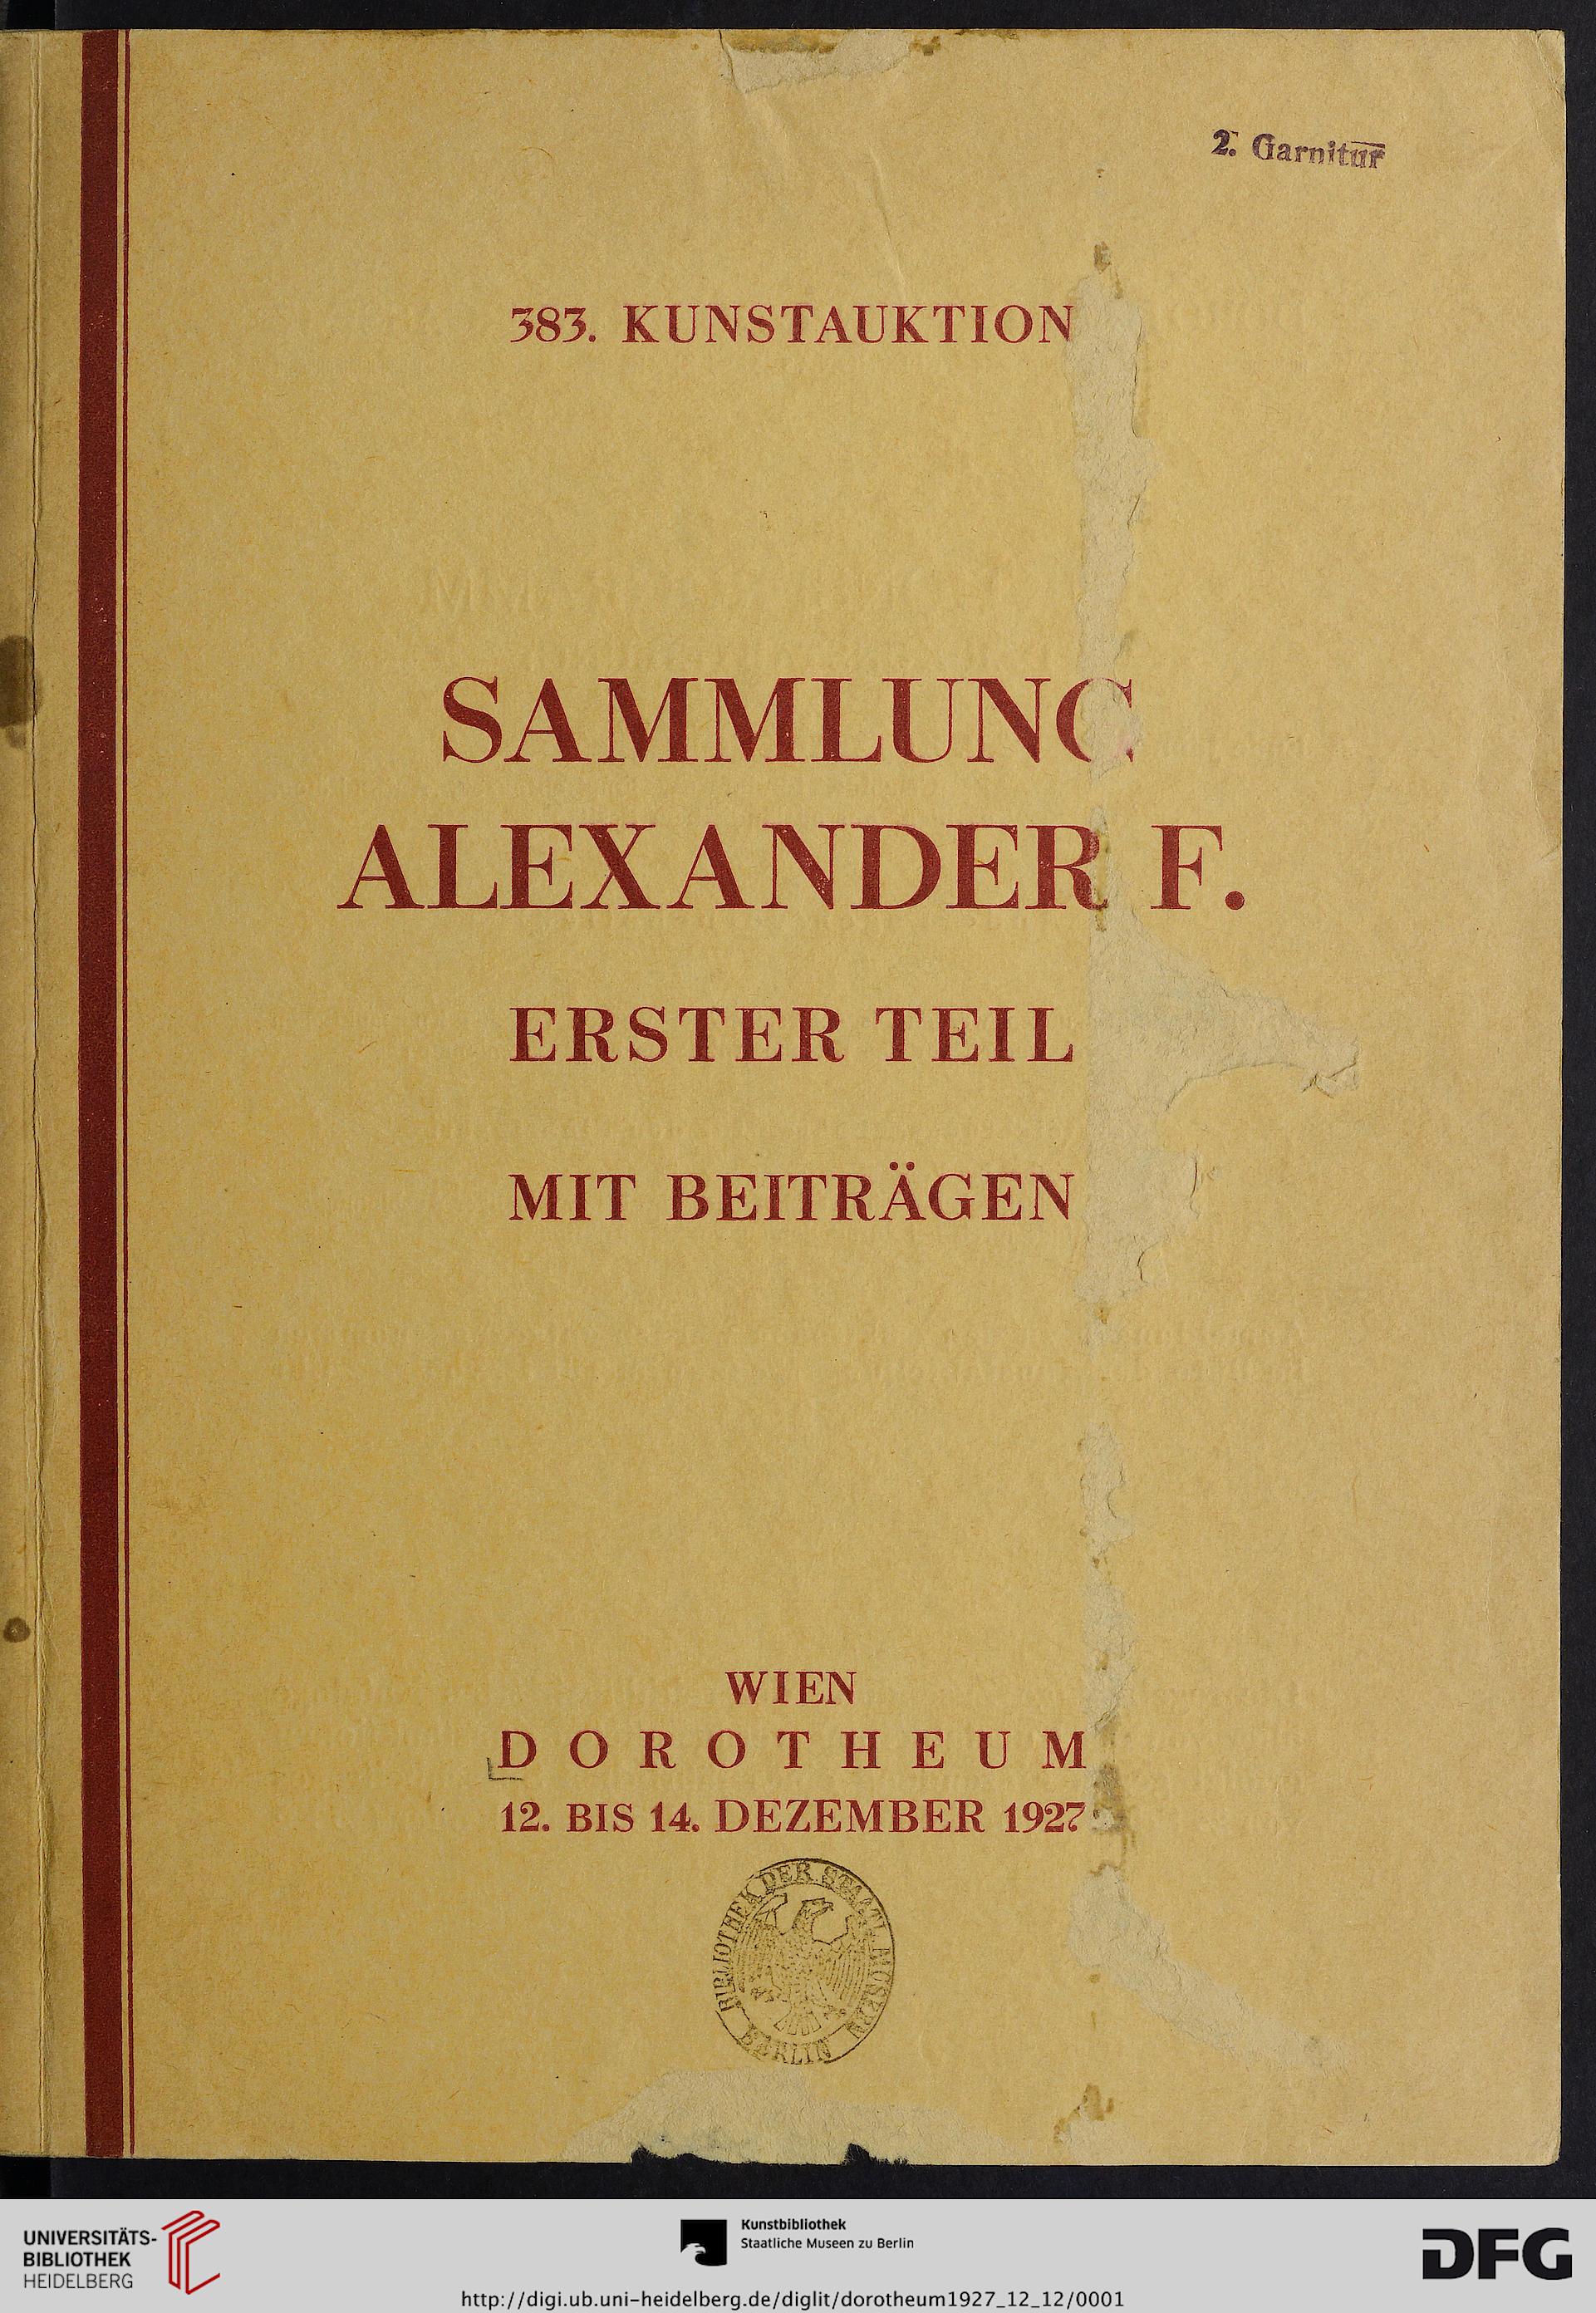 2. Garnitur
383. KUNSTAUKTION
SAMMLUNG
ALEXANDER F.
ERSTER TEIL
MIT BEITRÄGEN
WIEN
DOROTHEUM
12. BIS 14. DEZEMBER 1927
BIBLIOTHEK DER STAATL. MUSEEN
BERLIN
UNIVERSITÄTS-
BIBLIOTHEK
HEIDELBERG
Kunstbibliothek
Staatliche Museen zu Berlin
DFG
http://digi.ub.uni-heidelberg.de/diglit/dorotheum1927_12_12/0001